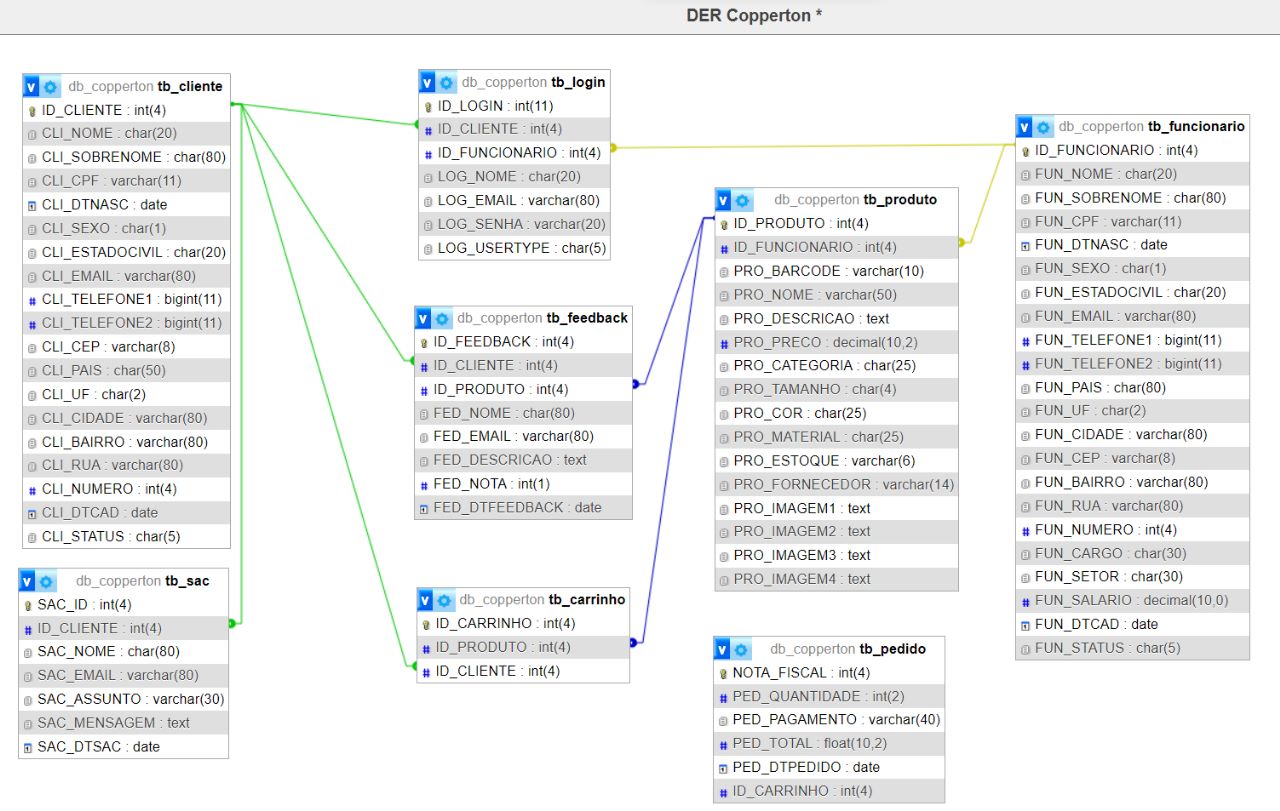 DER Copperton *
db_copperton tb_cliente
ID_CLIENTE : int(4)
CLI_NOME : char(20)
CLI_SOBRENOME : char(80)
CLI_CPF : varchar(11)
CLI_DTNASC : date
CLI_SEXO : char(1)
CLI_ESTADOCIVIL : char(20)
CLI_EMAIL : varchar(80)
CLI_TELEFONE1 : bigint(11)
CLI_TELEFONE2 : bigint(11)
CLI_CEP : varchar(8)
CLI_PAIS : char(50)
CLI_UF : char(2)
CLI_CIDADE : varchar(80)
CLI_BAIRRO : varchar(80)
CLI_RUA : varchar(80)
CLI_NUMERO : int(4)
CLI_DTCAD : date
CLI_STATUS : char(5)
db_copperton tb_sac
SAC_ID : int(4)
ID_CLIENTE : int(4)
SAC_NOME : char(80)
SAC_EMAIL : varchar(80)
SAC_ASSUNTO : varchar(30)
SAC_MENSAGEM : text
SAC_DTSAC : date
db_copperton tb_login
ID_LOGIN : int(11)
ID_CLIENTE : int(4)
ID_FUNCIONARIO : int(4)
LOG_NOME : char(20)
LOG_EMAIL : varchar(80)
LOG_SENHA : varchar(20)
LOG_USERTYPE : char(5)
db_copperton tb_feedback
ID_FEEDBACK : int(4)
ID_CLIENTE : int(4)
ID_PRODUTO : int(4)
FED_NOME : char(80)
FED_EMAIL : varchar(80)
FED_DESCRICAO : text
FED_NOTA : int(1)
FED_DTFEEDBACK : date
db_copperton tb_carrinho
ID_CARRINHO : int(4)
ID_PRODUTO : int(4)
ID_CLIENTE : int(4)
db_copperton tb_produto
ID_PRODUTO : int(4)
ID_FUNCIONARIO : int(4)
PRO_BARCODE : varchar(10)
PRO_NOME : varchar(50)
PRO_DESCRICAO : text
PRO_PRECO : decimal(10,2)
PRO_CATEGORIA : char(25)
PRO_TAMANHO : char(4)
PRO_COR : char(25)
PRO_MATERIAL : char(25)
PRO_ESTOQUE : varchar(6)
PRO_FORNECEDOR : varchar(14)
PRO_IMAGEM1 : text
PRO_IMAGEM2 : text
PRO_IMAGEM3 : text
PRO_IMAGEM4 : text
db_copperton tb_pedido
NOTA_FISCAL : int(4)
PED_QUANTIDADE : int(2)
PED_PAGAMENTO : varchar(40)
PED_TOTAL : float(10,2)
PED_DTPEDIDO : date
ID_CARRINHO : int(4)
db_copperton tb_funcionario
ID_FUNCIONARIO : int(4)
FUN_NOME : char(20)
FUN_SOBRENOME : char(80)
FUN_CPF : varchar(11)
FUN_DTNASC : date
FUN_SEXO : char(1)
FUN_ESTADOCIVIL : char(20)
FUN_EMAIL : varchar(80)
FUN_TELEFONE1 : bigint(11)
FUN_TELEFONE2 : bigint(11)
FUN_PAIS : char(80)
FUN_UF : char(2)
FUN_CIDADE : varchar(80)
FUN_CEP : varchar(8)
FUN_BAIRRO : varchar(80)
FUN_RUA : varchar(80)
FUN_NUMERO : int(4)
FUN_CARGO : char(30)
FUN_SETOR : char(30)
FUN_SALARIO : decimal(10,0)
FUN_DTCAD : date
FUN_STATUS : char(5)